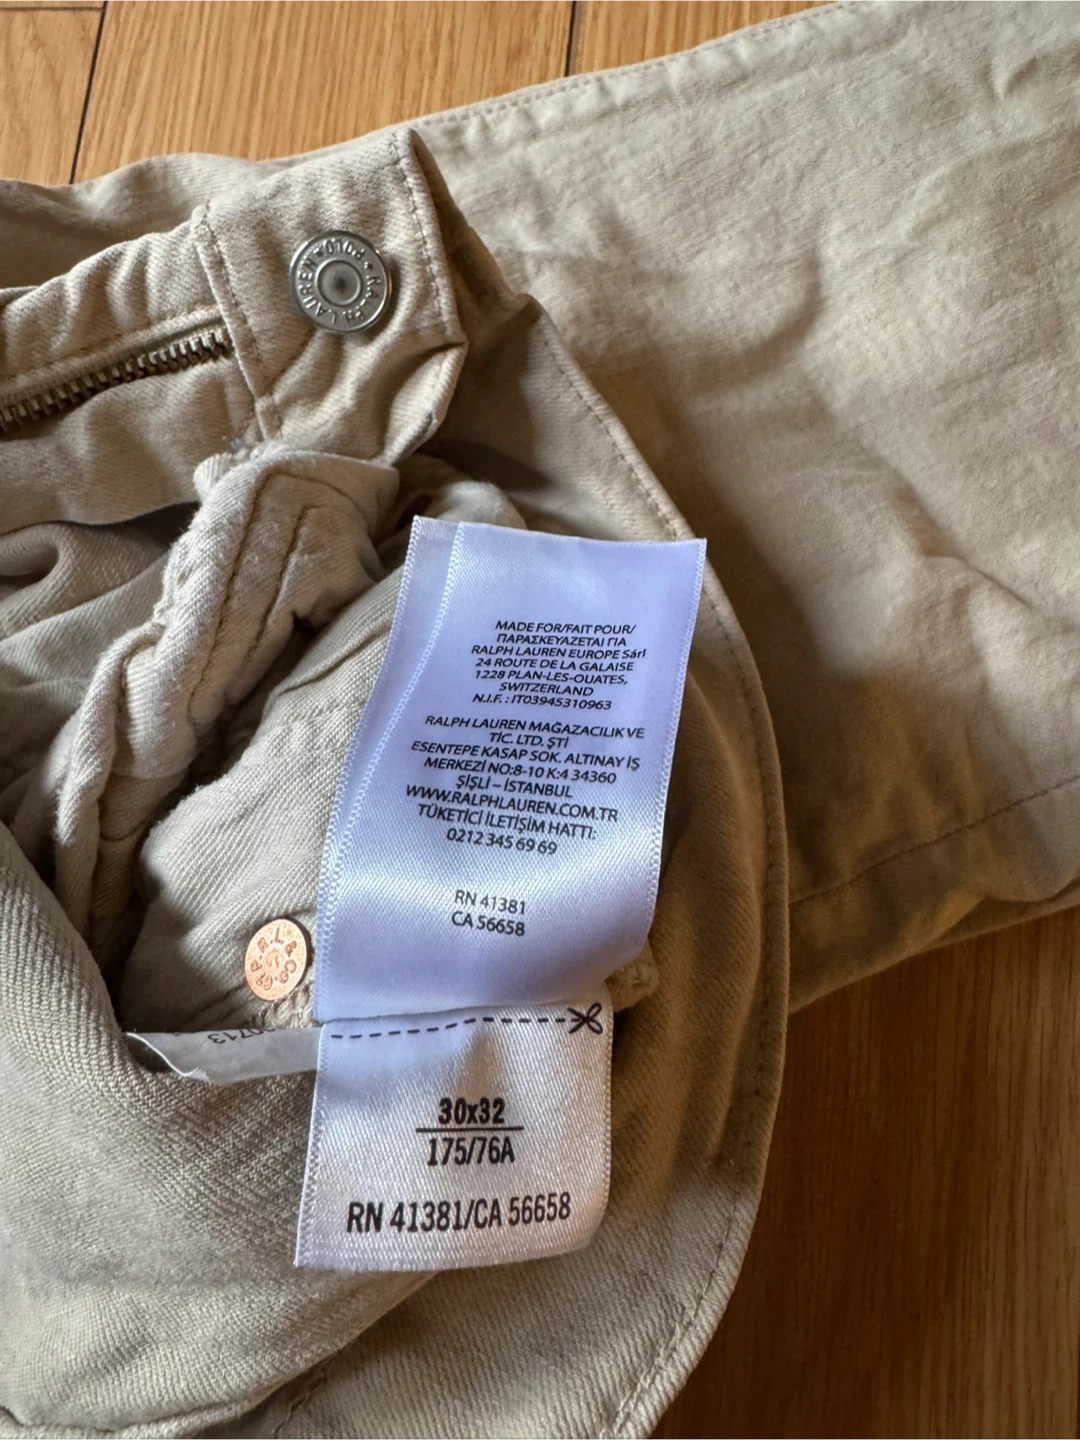 POLO ★ RALPH LAUREN ★
MADE FOR/FAIT POUR/
ΠΑΡΑΣΚΕΥΑΖΕΤΑΙ ΓΙΑ
RALPH LAUREN EUROPE Sárl
24 ROUTE DE LA GALAISE
1228 PLAN-LES-OUATES,
SWITZERLAND
N.I.F. : IT03945310963
RALPH LAUREN MAĞAZACILIK VE
TİC. LTD. ŞTİ
ESENTEPE KASAP SOK. ALTINAY İŞ
MERKEZİ NO:8-10 K:4 34360
ŞİŞLİ – İSTANBUL
WWW.RALPHLAUREN.COM.TR
TÜKETİCİ İLETİŞİM HATTI:
0212 345 69 69
RN 41381
CA 56658
P.R.L. & Co.
30x32
175/76A
RN 41381/CA 56658